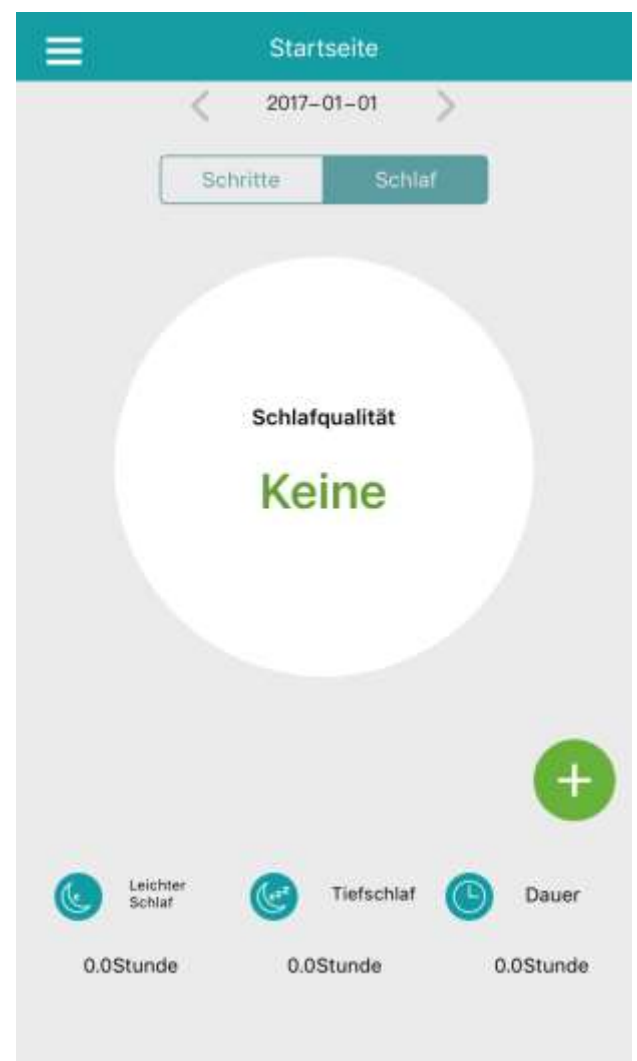 Startseite
2017-01-01
Schritte
Schlaf
Schlafqualität
Keine
Leichter
Schlaf
Tiefschlaf
Dauer
0.0Stunde
0.0Stunde
0.0Stunde